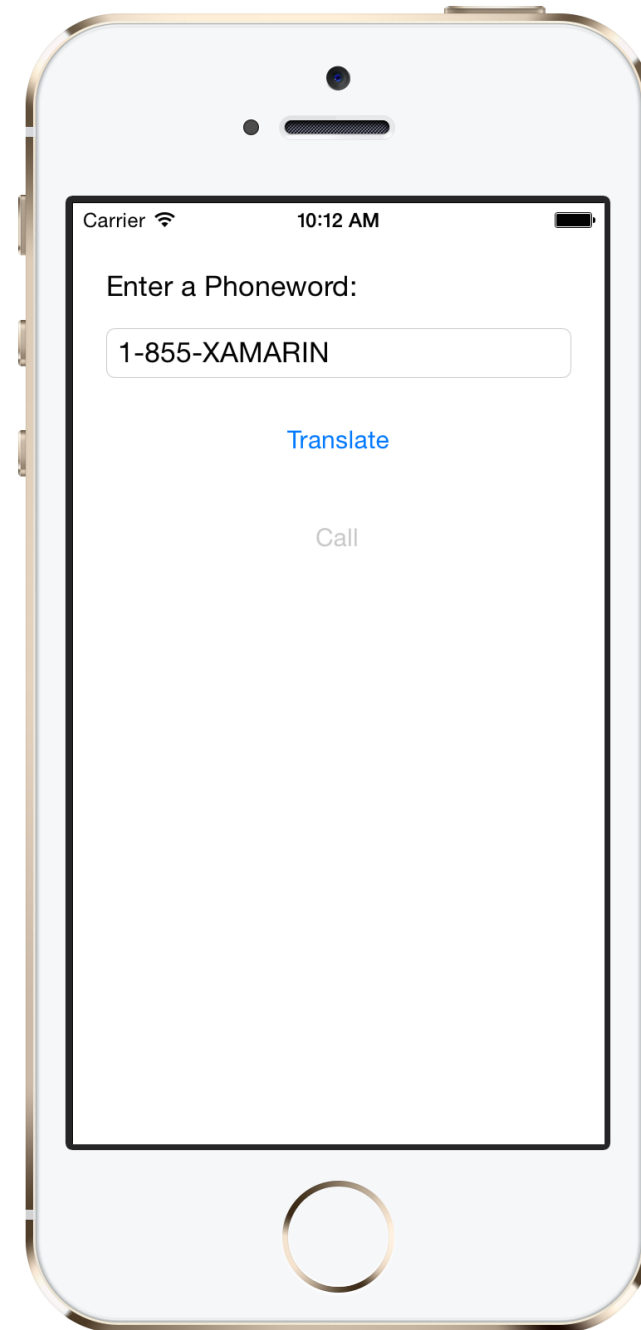 Carrier 10:12 AM
Enter a Phoneword:
1-855-XAMARIN
Translate
Call